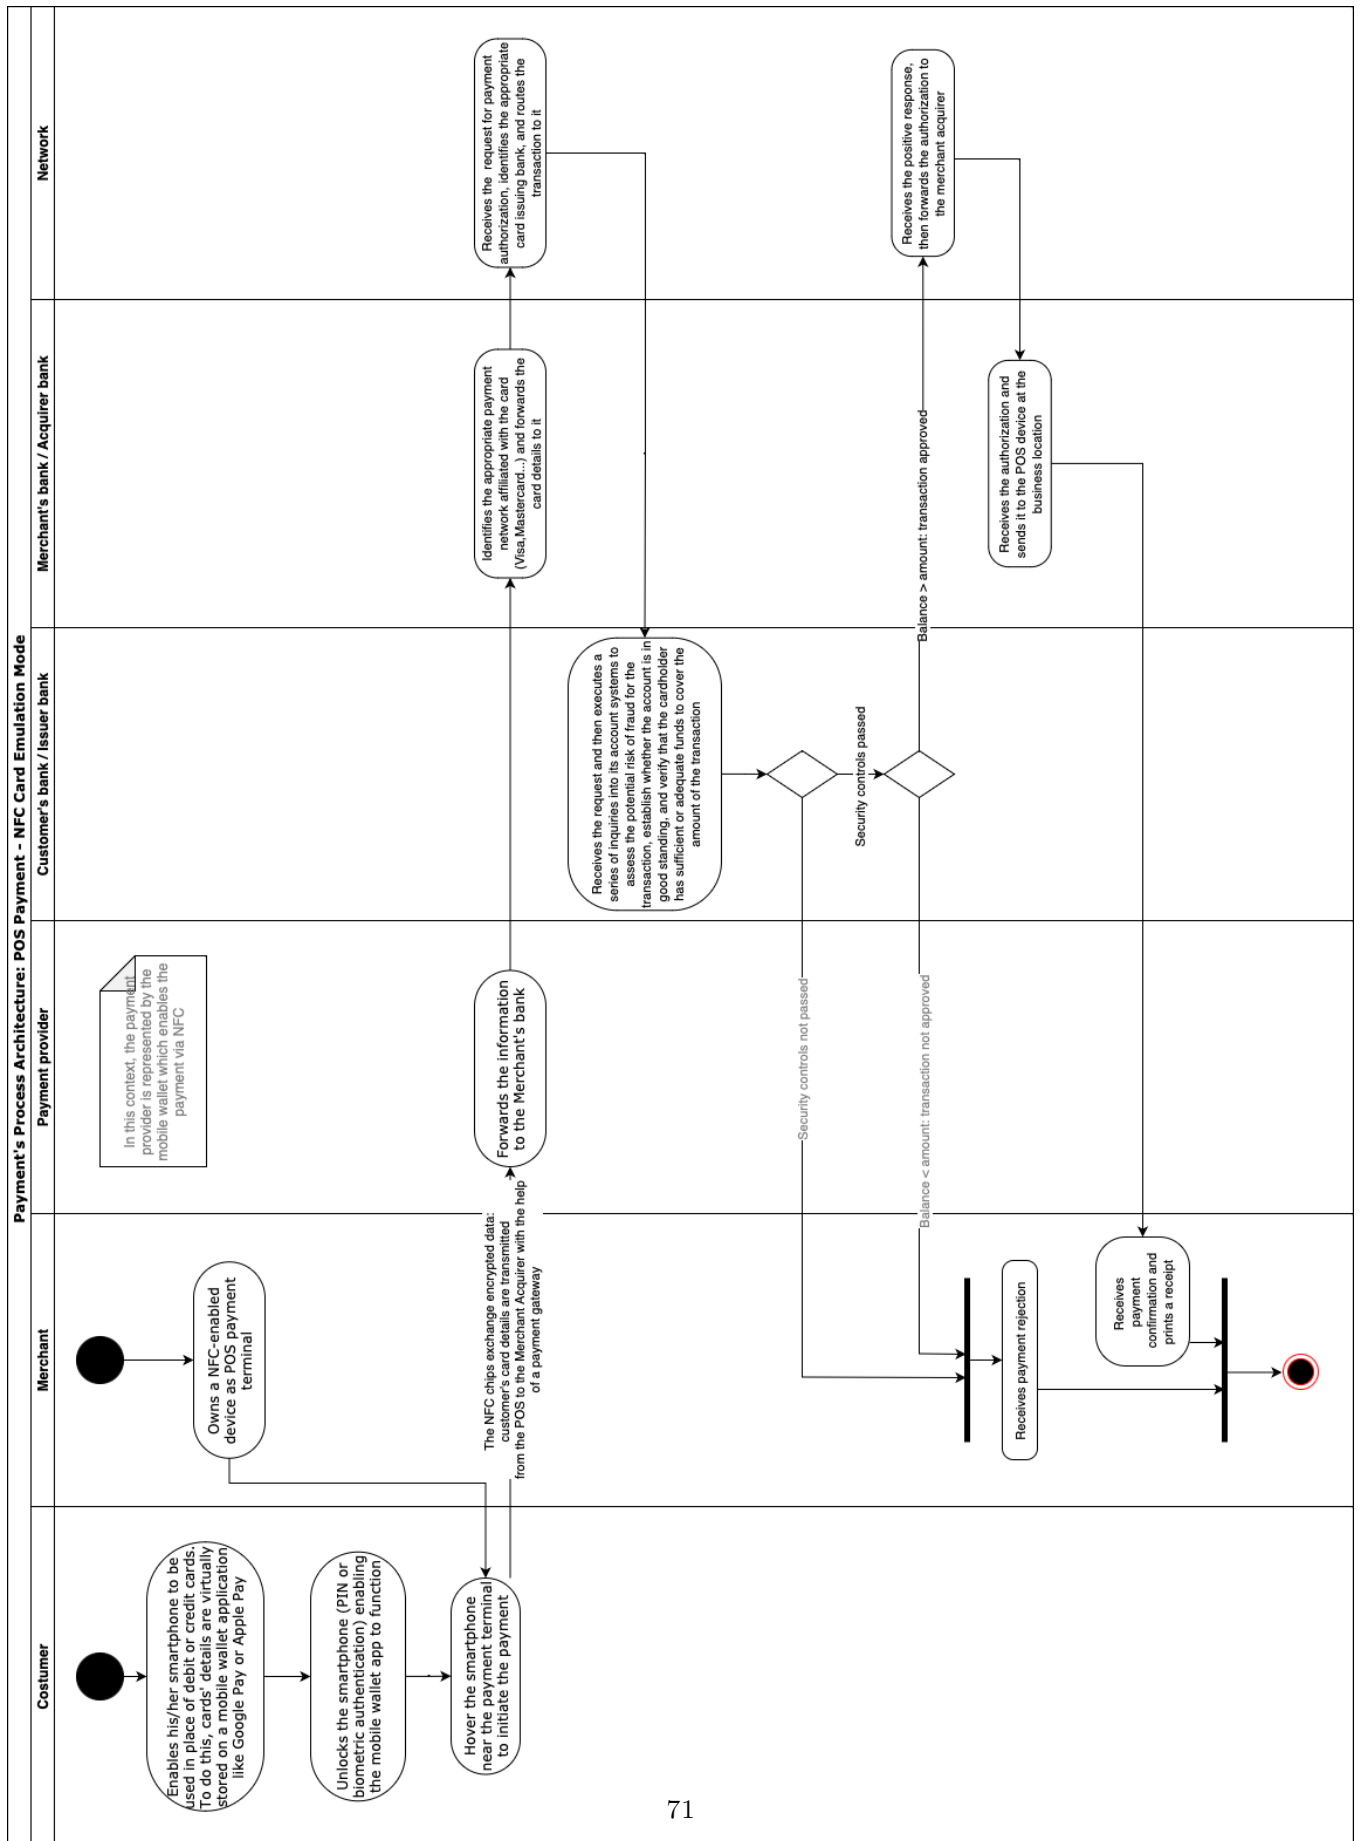 Payment's Process Architecture: POS Payment - NFC Card Emulation Mode
Costumer
Merchant
Payment provider
Customer's bank / Issuer bank
Merchant's bank / Acquirer bank
Network
Enables his/her smartphone to be
used in place of debit or credit cards.
To do this, cards' details are virtually
stored on a mobile wallet application
like Google Pay or Apple Pay
Unlocks the smartphone (PIN or
biometric authentication) enabling
the mobile wallet app to function
Hover the smartphone
near the payment terminal
to initiate the payment
Owns a NFC-enabled
device as POS payment
terminal
In this context, the payment
provider is represented by the
mobile wallet which enables the
payment via NFC
The NFC chips exchange encrypted data:
customer's card details are transmitted
from the POS to the Merchant Acquirer with the help
of a payment gateway
Forwards the information
to the Merchant's bank
Identifies the appropriate payment
network affiliated with the card
(Visa,Mastercard...) and forwards the
card details to it
Receives the request for payment
authorization, identifies the appropriate
card issuing bank, and routes the
transaction to it
Receives the request and then executes a
series of inquiries into its account systems to
assess the potential risk of fraud for the
transaction, establish whether the account is in
good standing, and verify that the cardholder
has sufficient or adequate funds to cover the
amount of the transaction
Security controls not passed
Security controls passed
Balance < amount: transaction not approved
Balance > amount: transaction approved
Receives the positive response,
then forwards the authorization to
the merchant acquirer
Receives the authorization and
sends it to the POS device at the
business location
Receives payment rejection
Receives
payment
confirmation and
prints a receipt
71